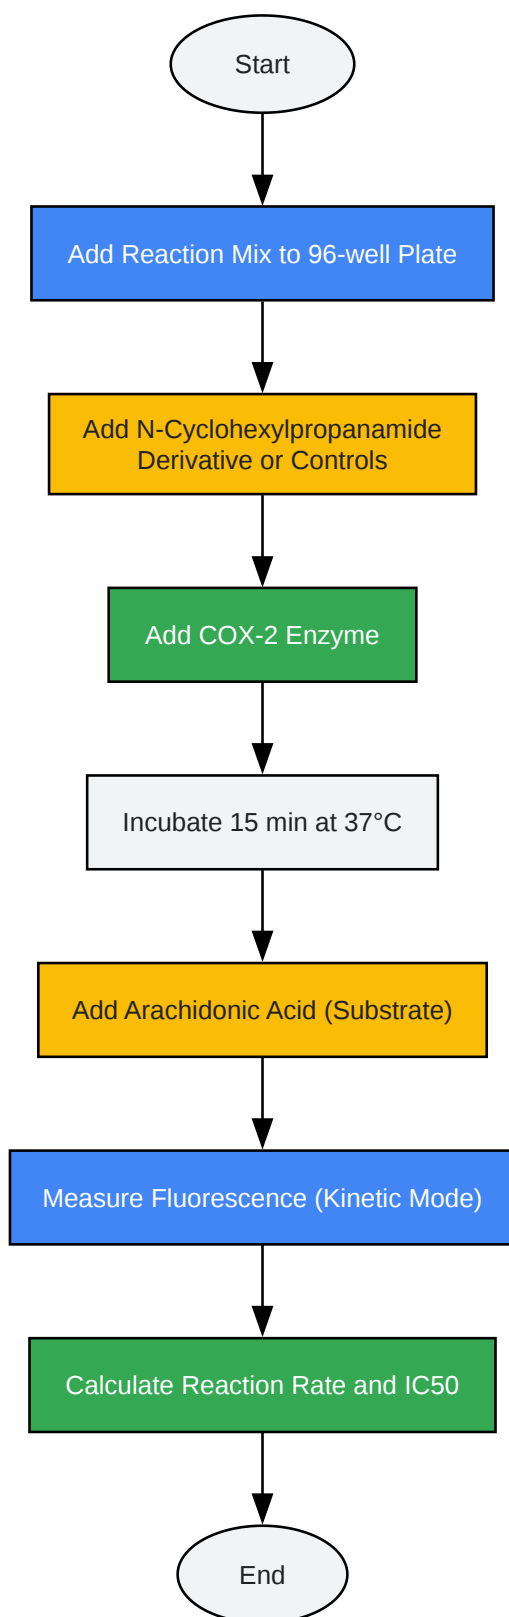 Start
Add Reaction Mix to 96-well Plate
Add N-Cyclohexylpropanamide
Derivative or Controls
Add COX-2 Enzyme
Incubate 15 min at 37°C
Add Arachidonic Acid (Substrate)
Measure Fluorescence (Kinetic Mode)
Calculate Reaction Rate and IC50
End